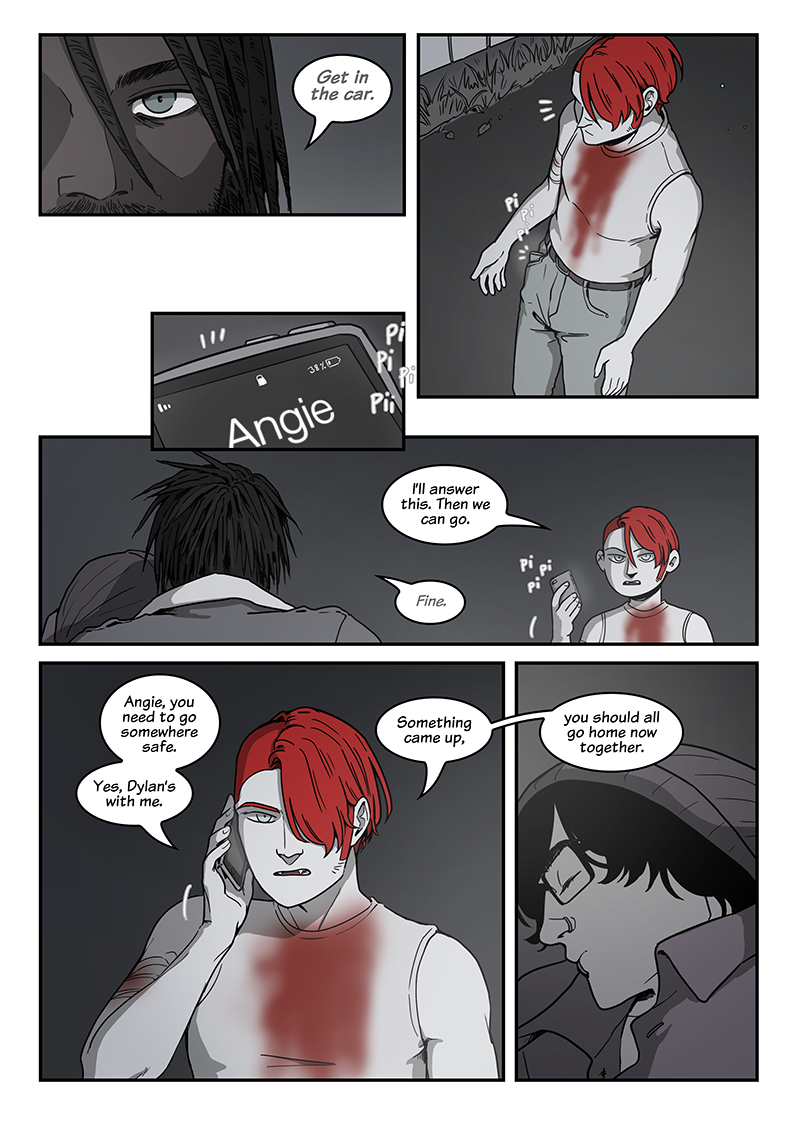 Get in
the car.
Pi
Pi
Pi
38%
Angie
Pi
Pi
Pi
Pii
I'll answer
this. Then we
can go.
Pi
Pi
Pi
Fine.
Angie, you
need to go
somewhere
safe.
Yes, Dylan's
with me.
Something
came up,
you should all
go home now
together.